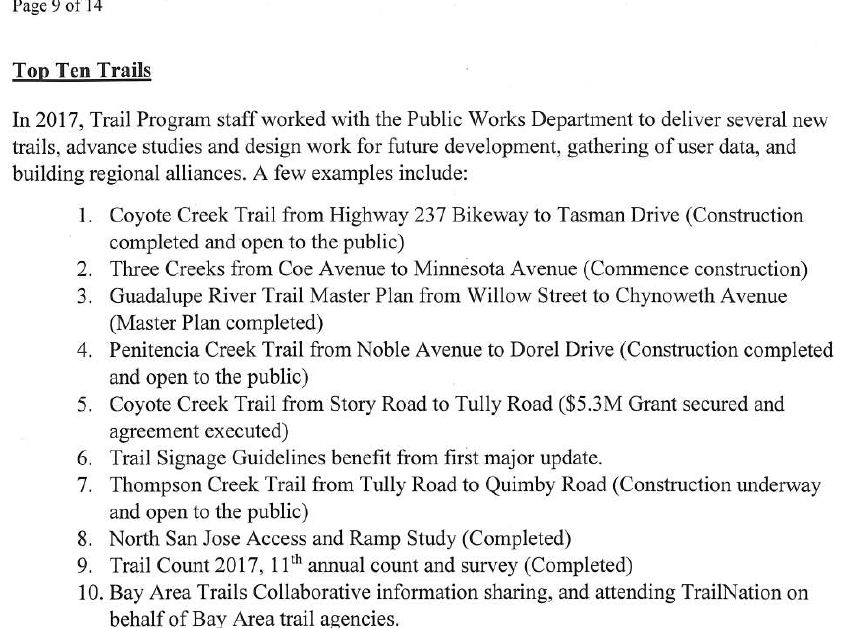 Page 9 of 14
Top Ten Trails
In 2017, Trail Program staff worked with the Public Works Department to deliver several new
trails, advance studies and design work for future development, gathering of user data, and
building regional alliances. A few examples include:
1. Coyote Creek Trail from Highway 237 Bikeway to Tasman Drive (Construction
completed and open to the public)
2. Three Creeks from Coe Avenue to Minnesota Avenue (Commence construction)
3. Guadalupe River Trail Master Plan from Willow Street to Chynoweth Avenue
(Master Plan completed)
4. Penitencia Creek Trail from Noble Avenue to Dorel Drive (Construction completed
and open to the public)
5. Coyote Creek Trail from Story Road to Tully Road ($5.3M Grant secured and
agreement executed)
6. Trail Signage Guidelines benefit from first major update.
7. Thompson Creek Trail from Tully Road to Quimby Road (Construction underway
and open to the public)
8. North San Jose Access and Ramp Study (Completed)
9. Trail Count 2017, 11th annual count and survey (Completed)
10. Bay Area Trails Collaborative information sharing, and attending TrailNation on
behalf of Bay Area trail agencies.